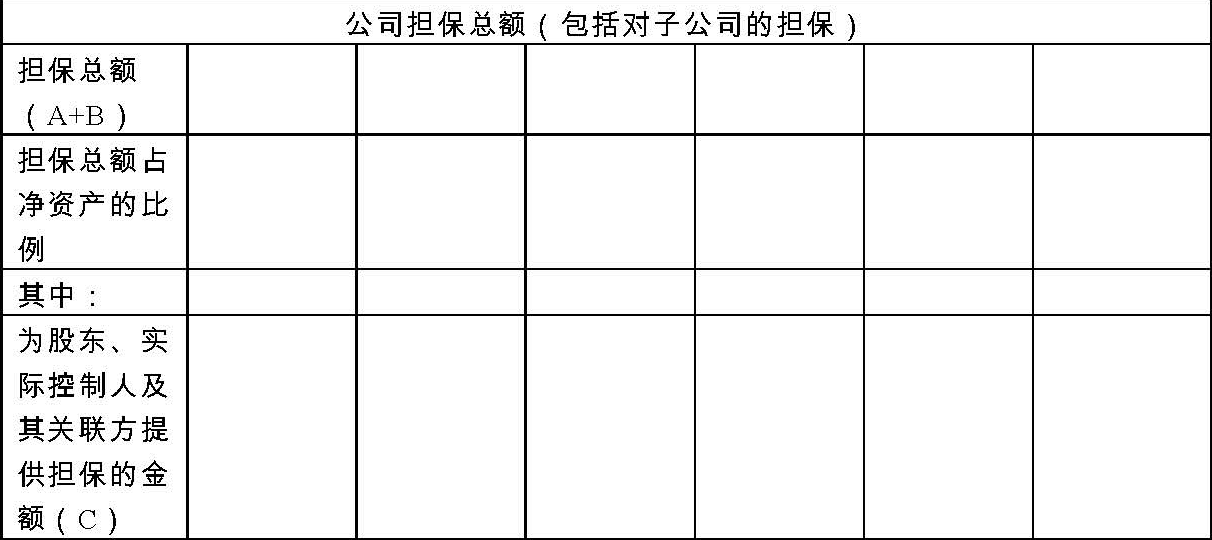 公司担保总额（包括对子公司的担保）
担保总额
（A+B）
担保总额占
净资产的比
例
其中：
为股东、实
际控制人及
其关联方提
供担保的金
额（C）